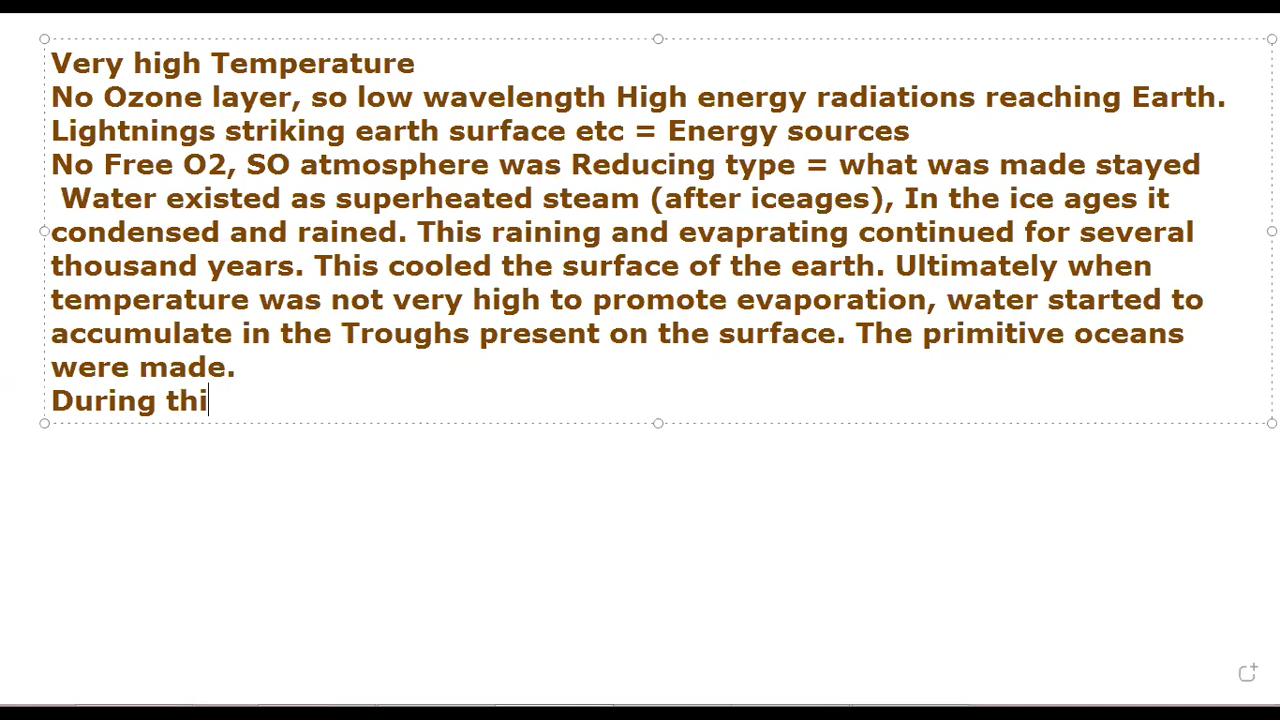 Very high Temperature
No Ozone layer, so low wavelength High energy radiations reaching Earth.
Lightnings striking earth surface etc = Energy sources
No Free O2, SO atmosphere was Reducing type = what was made stayed
Water existed as superheated steam (after iceages), In the ice ages it
condensed and rained. This raining and evaprating continued for several
thousand years. This cooled the surface of the earth. Ultimately when
temperature was not very high to promote evaporation, water started to
accumulate in the Troughs present on the surface. The primitive oceans
were made.
During thi